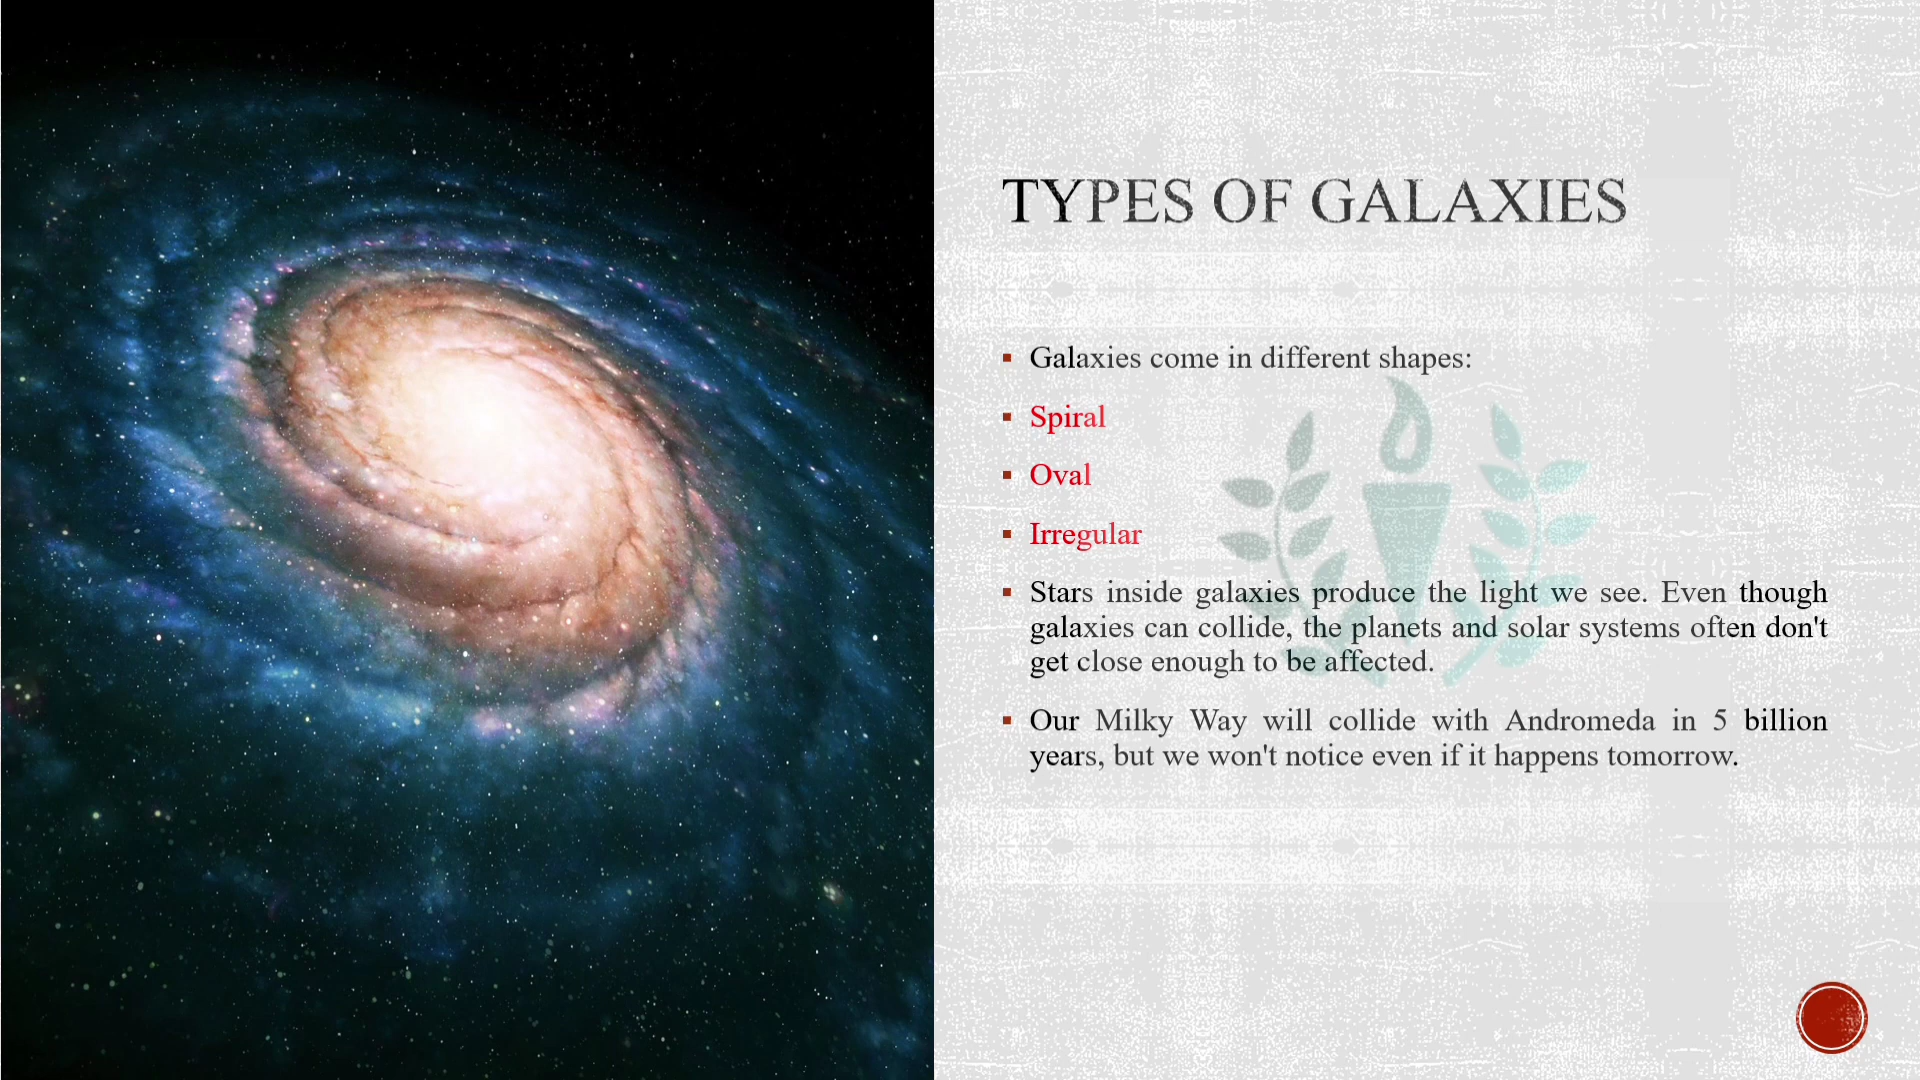 TYPES OF GALAXIES
Galaxies come in different shapes:
Spiral
Oval
Irregular
Stars inside galaxies produce the light we see. Even though
galaxies can collide, the planets and solar systems often don't
get close enough to be affected.
Our Milky Way will collide with Andromeda in 5 billion
years, but we won't notice even if it happens tomorrow.